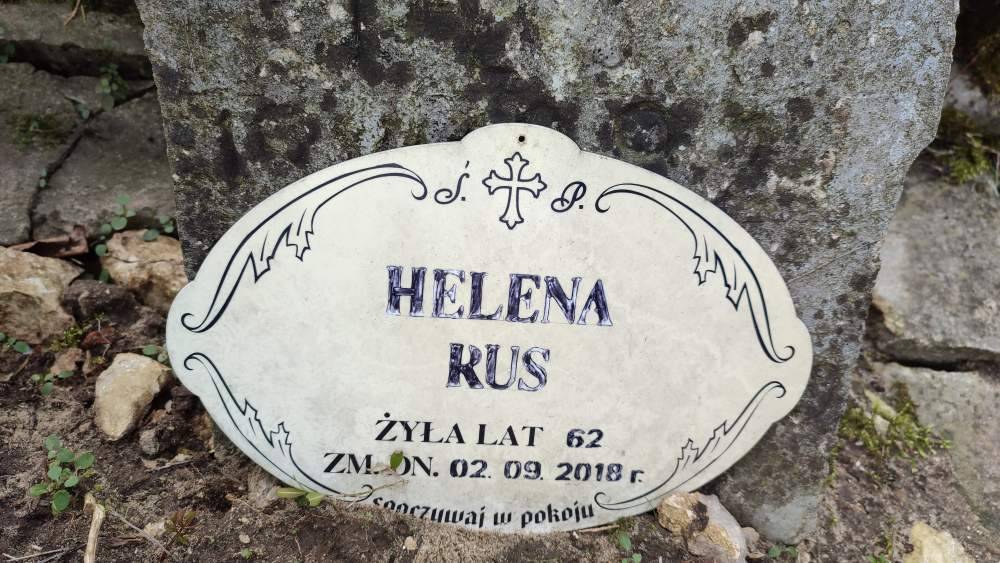 Ś. P.
HELENA
RUS
ŻYŁA LAT 62
ZM. DN. 02. 09. 2018 r.
spoczywaj w pokoju